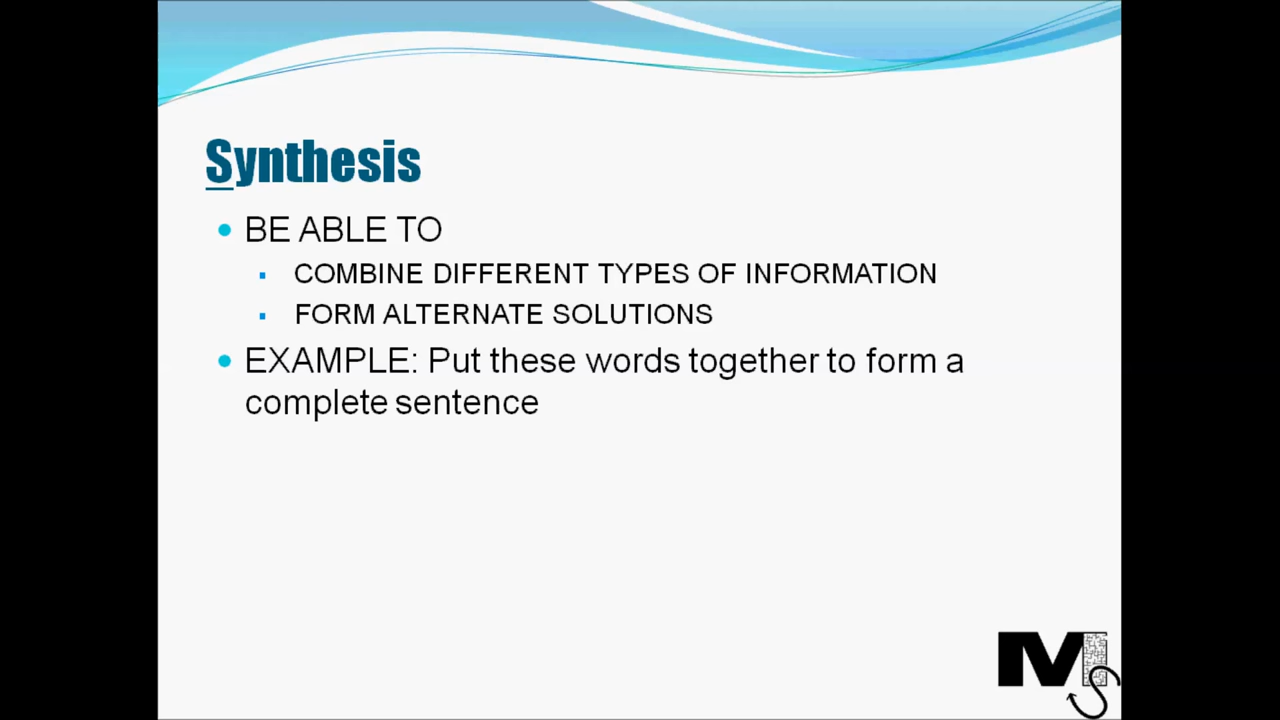 Synthesis
BE ABLE TO
COMBINE DIFFERENT TYPES OF INFORMATION
FORM ALTERNATE SOLUTIONS
EXAMPLE: Put these words together to form a
complete sentence
MS